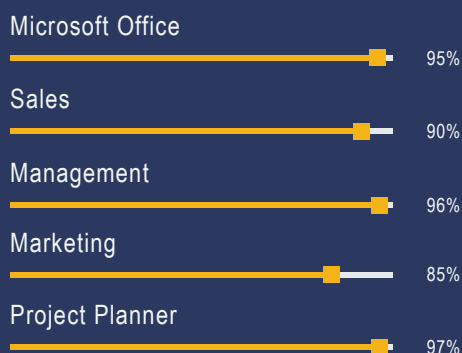 Microsoft Office
95%
Sales
90%
Management
96%
Marketing
85%
Project Planner
97%